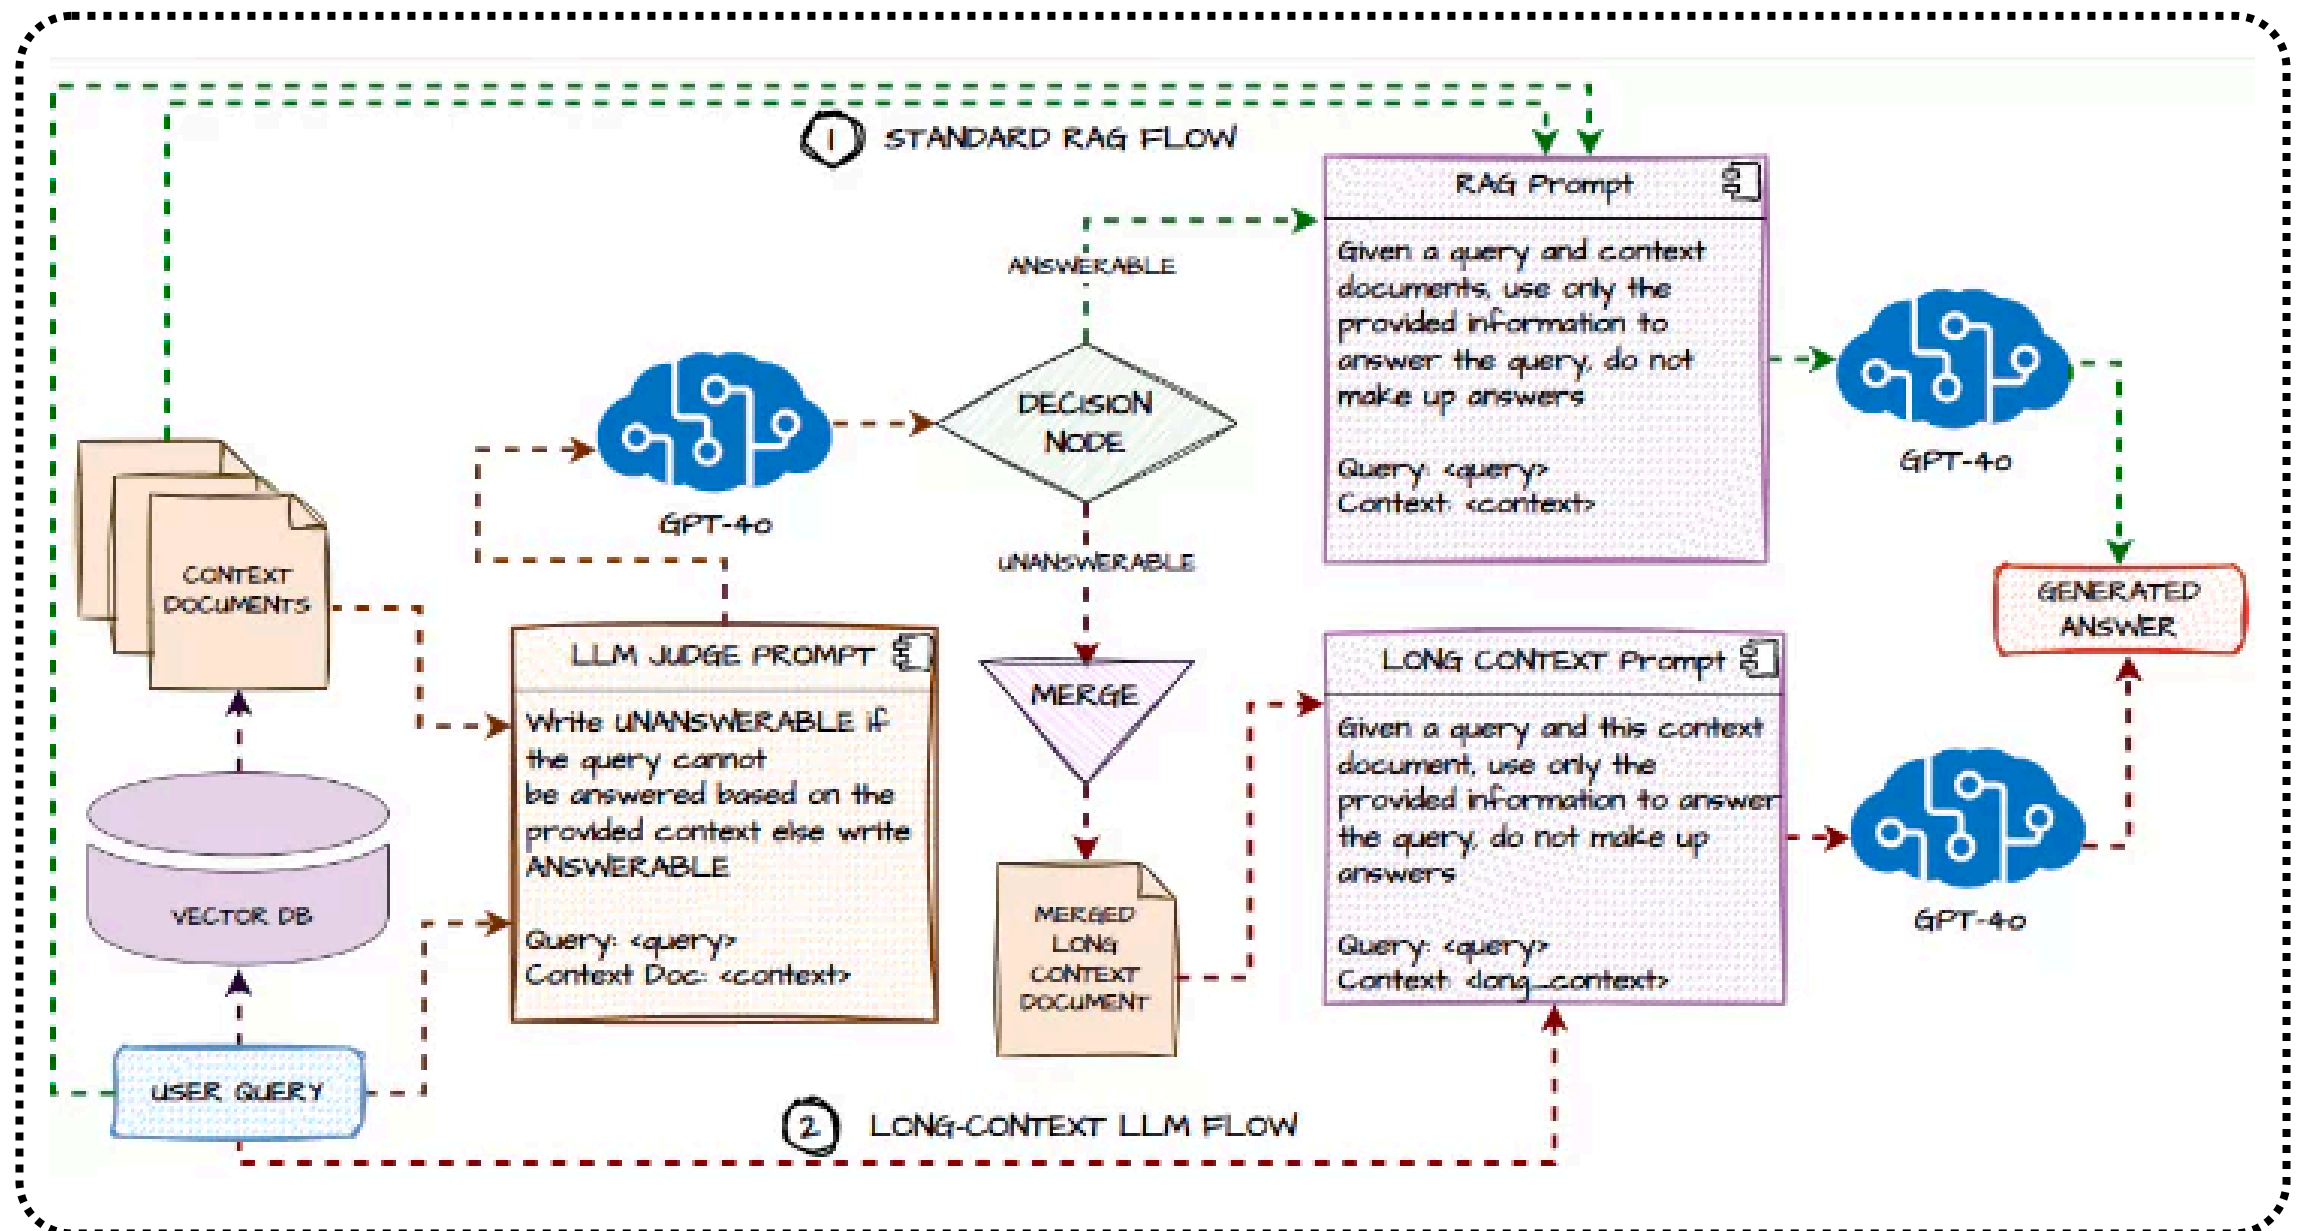 1 STANDARD RAG FLOW
RAG Prompt
Given a query and context
documents, use only the
provided information to
answer the query, do not
make up answers
Query: <query>
Context: <context>
ANSWERABLE
DECISION
NODE
GPT-4o
GPT-4o
UNANSWERABLE
CONTEXT
DOCUMENTS
GENERATED
ANSWER
LLM JUDGE PROMPT
Write UNANSWERABLE if
the query cannot
be answered based on the
provided context else write
ANSWERABLE
Query: <query>
Context Doc: <context>
MERGE
LONG CONTEXT Prompt
Given a query and this context
document, use only the
provided information to answer
the query, do not make up
answers
Query: <query>
Context: <long_context>
VECTOR DB
MERGED
LONG
CONTEXT
DOCUMENT
GPT-4o
USER QUERY
2 LONG-CONTEXT LLM FLOW